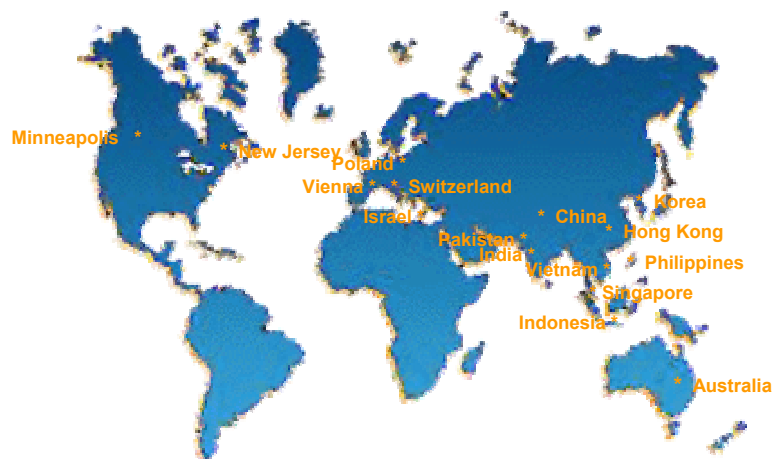 Minneapolis
New Jersey
Poland
Vienna
Switzerland
Israel
China
Korea
Hong Kong
Pakistan
India
Vietnam
Philippines
Singapore
Indonesia
Australia